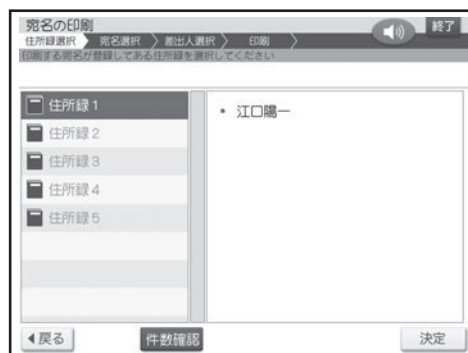 宛名の印刷
終了
住所録選択 宛名選択 差出人選択 印刷
印刷する宛名が登録してある住所録を選択してください
住所録1
住所録2
住所録3
住所録4
住所録5
・ 江口陽一
戻る
件数確認
決定